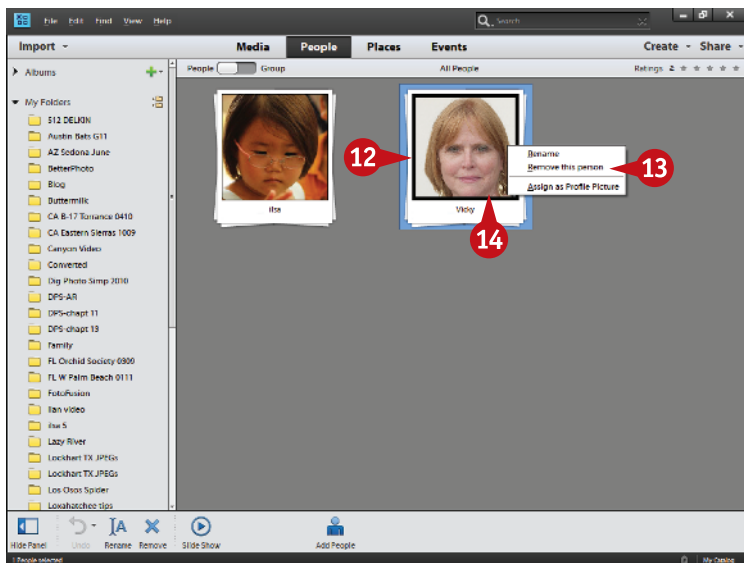 File Edit Find View Help
Search
Import
Media People Places Events
Create Share
Albums
People Group
All People
Ratings ≥
My Folders
512 DELKIN
Austin Bats G11
AZ Sedona June
BetterPhoto
Blog
Buttermilk
CA B-17 Torrance 0410
CA Eastern Sierras 1009
Canyon Video
Converted
Dig Photo Simp 2010
DPS-AR
DPS-chapt 11
DPS-chapt 13
Family
FL Orchid Society 0309
FL W Palm Beach 0111
FotoFusion
Ilan video
ilsa 5
Lazy River
Lockhart TX JPEGs
Lockhart TX JPEGs
Los Osos Spider
Loxahatchee tips
ilsa
Vicky
12
Rename
Remove this person
Assign as Profile Picture
13
14
Hide Panel Undo Rename Remove Slide Show Add People
1 People selected
My Catalog